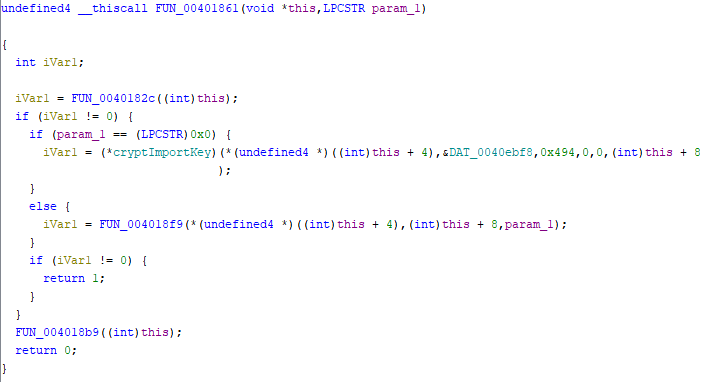 undefined4 __thiscall FUN_00401861(void *this,LPCSTR param_1)
{
int iVar1;
iVar1 = FUN_0040182c((int)this);
if (iVar1 != 0) {
if (param_1 == (LPCSTR)0x0) {
iVar1 = (*cryptImportKey)(*(undefined4 *)((int)this + 4),&DAT_0040ebf8,0x494,0,0,(int)this + 8
);
}
else {
iVar1 = FUN_004018f9(*(undefined4 *)((int)this + 4),(int)this + 8,param_1);
}
if (iVar1 != 0) {
return 1;
}
}
FUN_004018b9((int)this);
return 0;
}